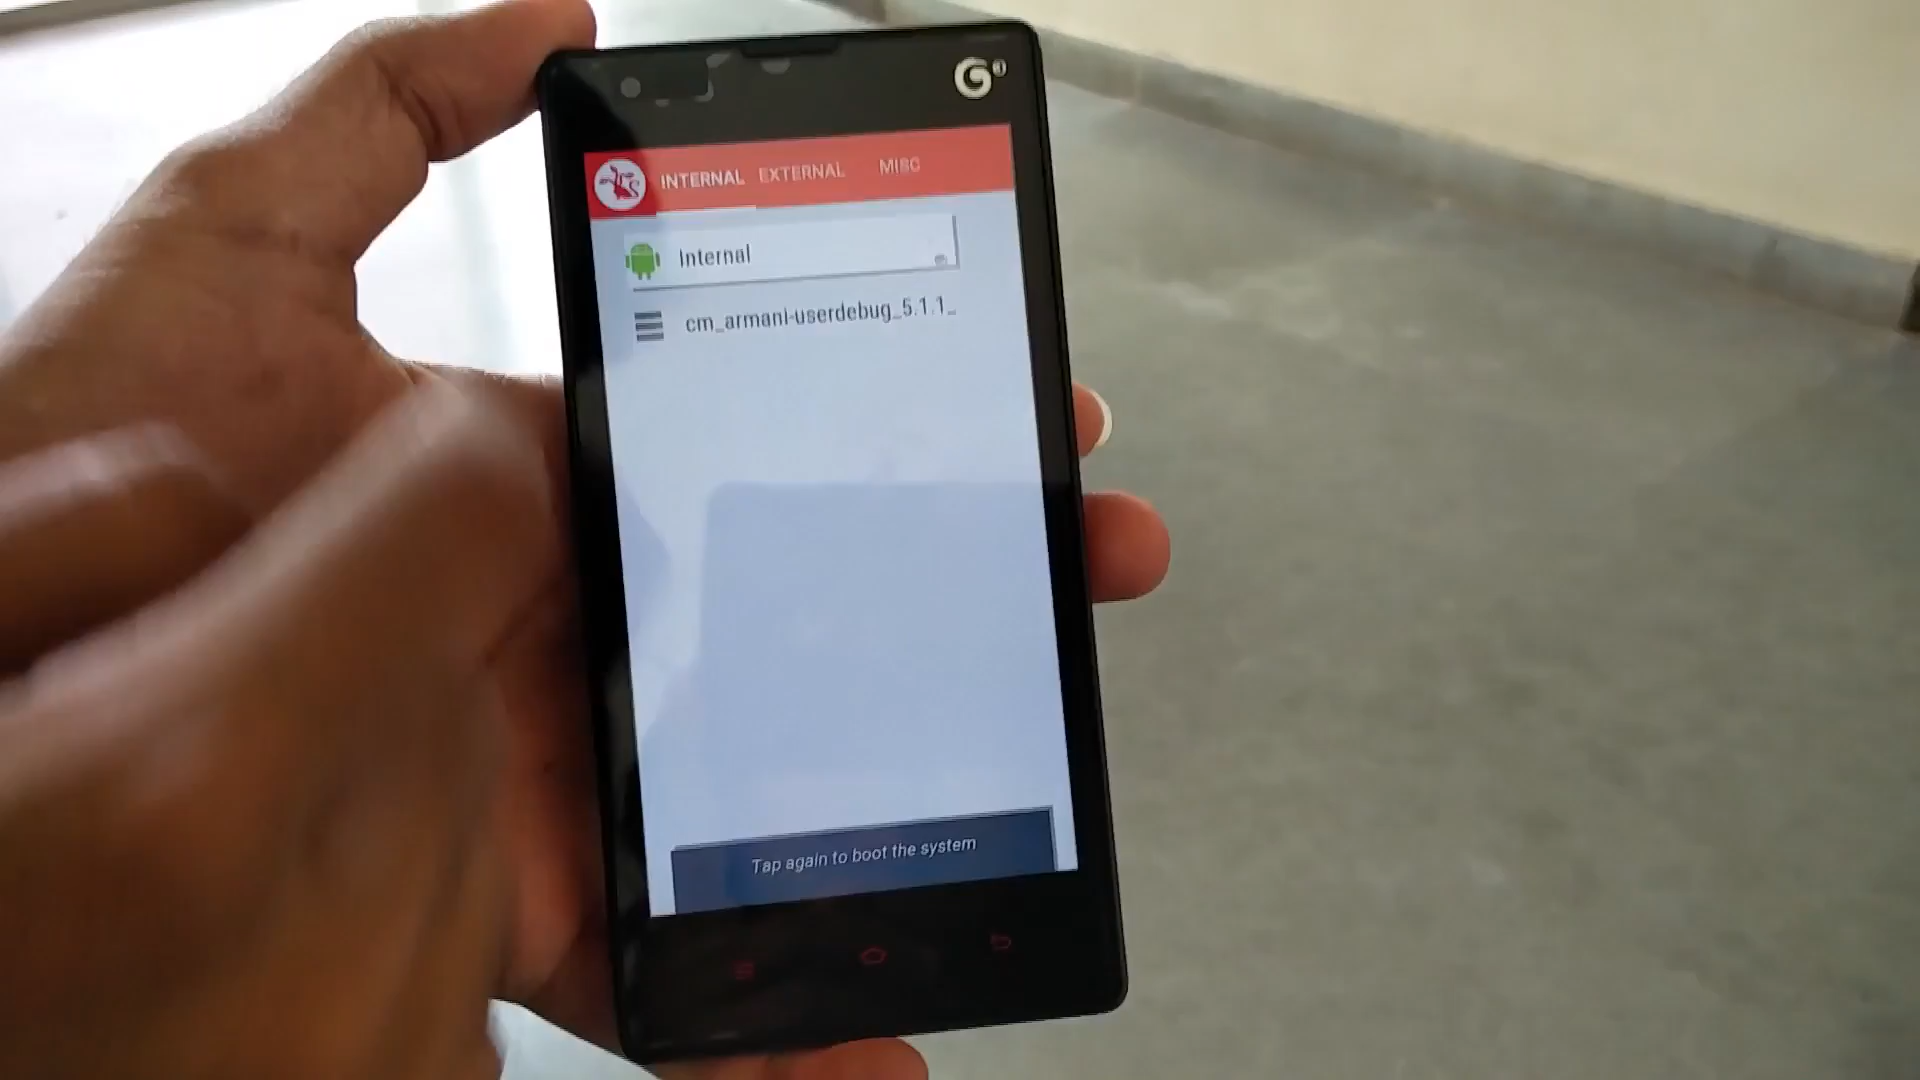 INTERNAL EXTERNAL MISC
Internal
cm_armani-userdebug_5.1.1_
Tap again to boot the system